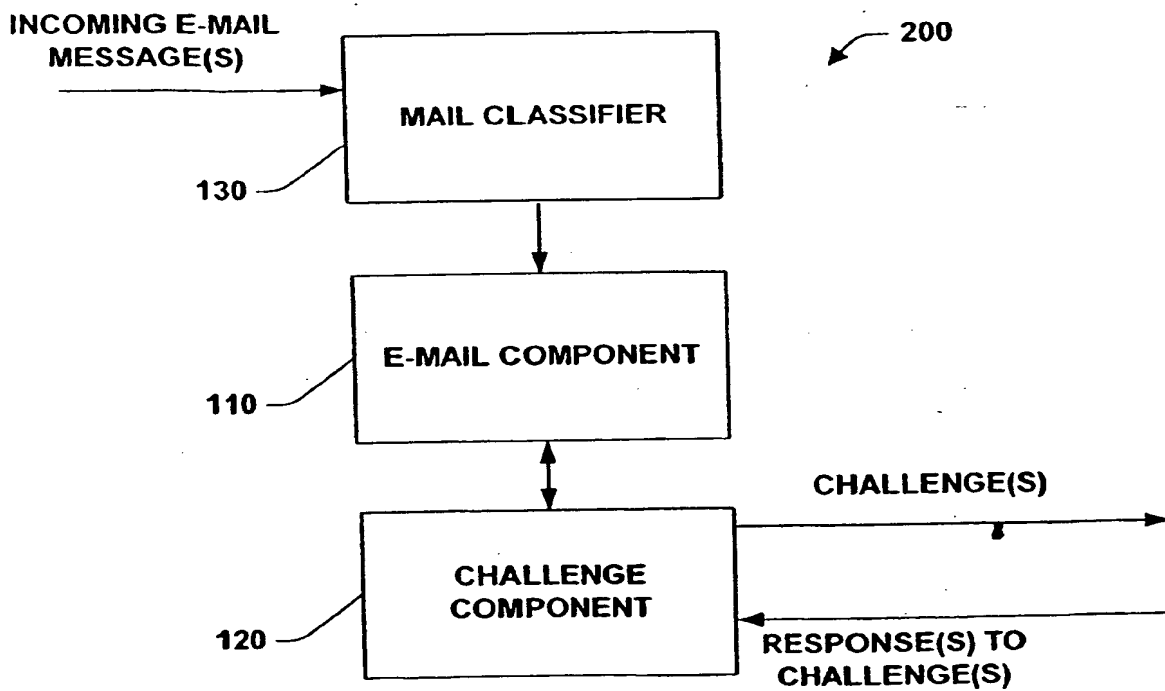 INCOMING E-MAIL
MESSAGE(S)
200
MAIL CLASSIFIER
130
E-MAIL COMPONENT
110
CHALLENGE(S)
CHALLENGE
COMPONENT
120
RESPONSE(S) TO
CHALLENGE(S)